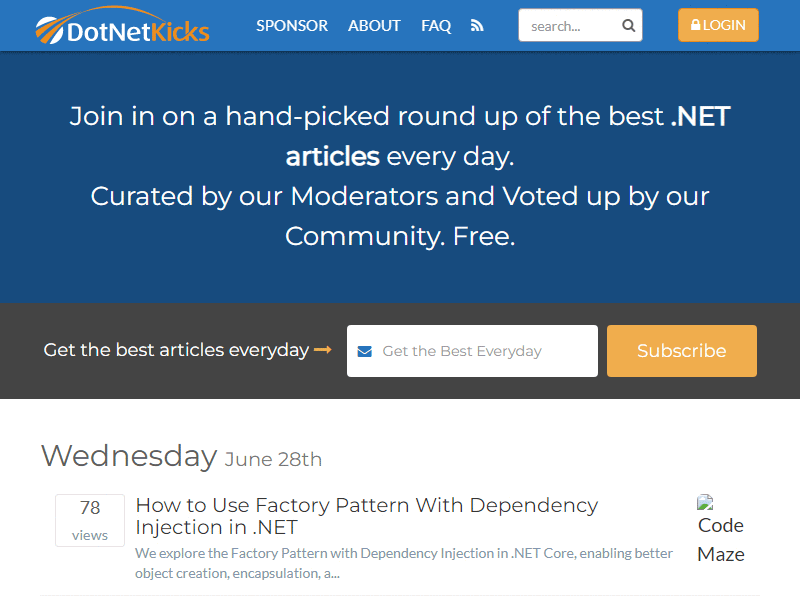 DotNetKicks
SPONSOR ABOUT FAQ
search...
LOGIN
Join in on a hand-picked round up of the best .NET
articles every day.
Curated by our Moderators and Voted up by our
Community. Free.
Get the best articles everyday
Get the Best Everyday
Subscribe
Wednesday June 28th
78
views
How to Use Factory Pattern With Dependency
Injection in .NET
We explore the Factory Pattern with Dependency Injection in .NET Core, enabling better
object creation, encapsulation, a...
Code
Maze